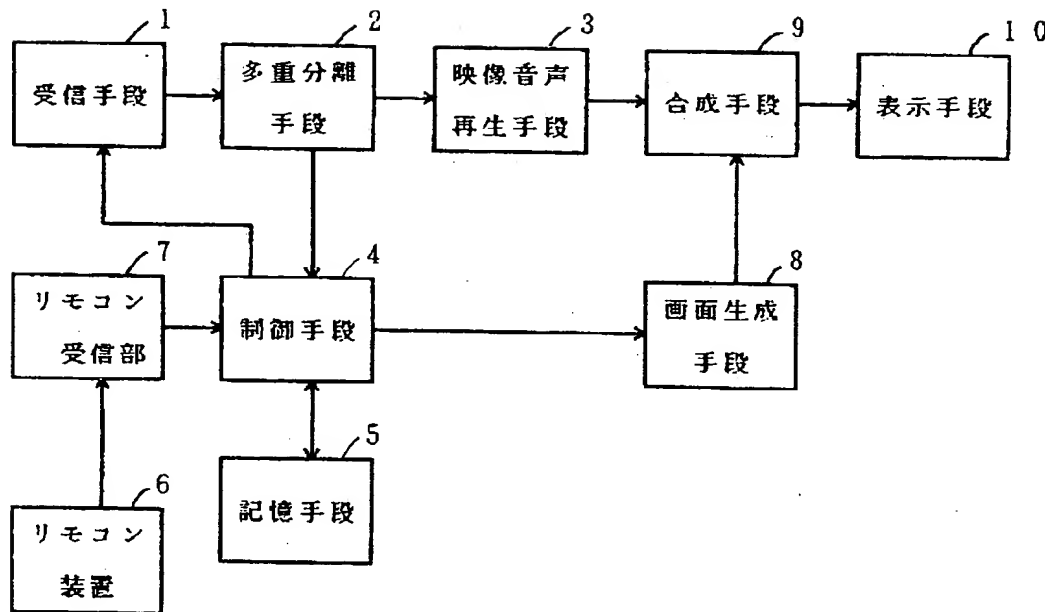 1
受信手段
2
多重分離
手段
3
映像音声
再生手段
9
合成手段
10
表示手段
7
リモコン
受信部
4
制御手段
8
画面生成
手段
6
リモコン
装置
5
記憶手段